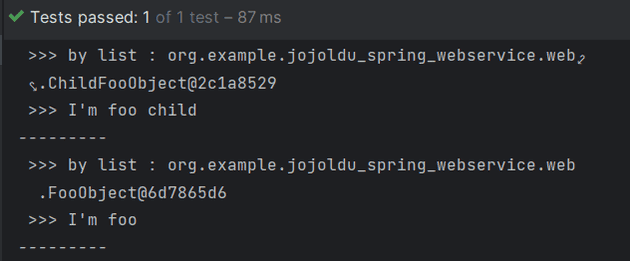 Tests passed: 1 of 1 test – 87 ms
>>> by list : org.example.jojoldu_spring_webservice.web
.ChildFooObject@2c1a8529
>>> I'm foo child
---------
>>> by list : org.example.jojoldu_spring_webservice.web
.FooObject@6d7865d6
>>> I'm foo
---------